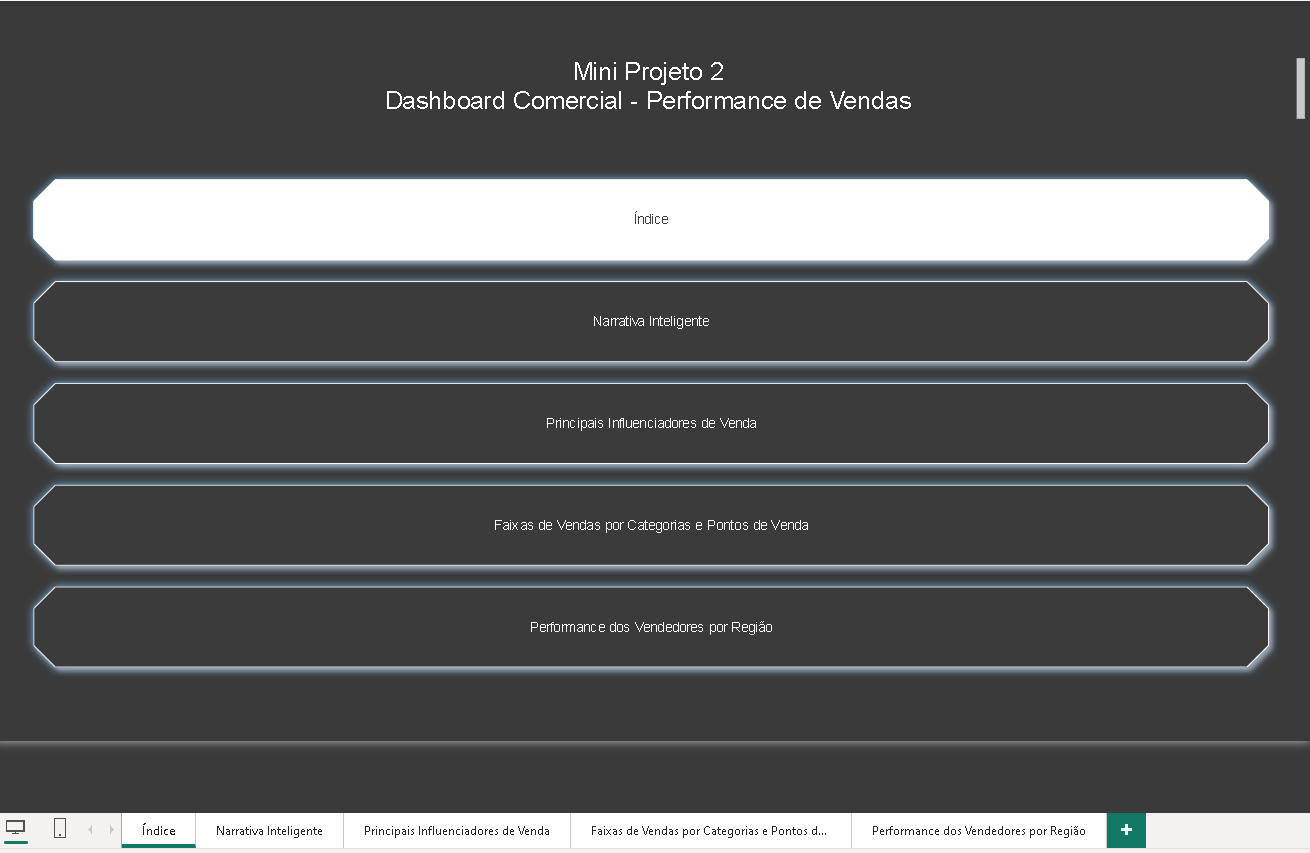 Mini Projeto 2
Dashboard Comercial - Performance de Vendas
Índice
Narrativa Inteligente
Principais Influenciadores de Venda
Faixas de Vendas por Categorias e Pontos de Venda
Performance dos Vendedores por Região
Índice
Narrativa Inteligente
Principais Influenciadores de Venda
Faixas de Vendas por Categorias e Pontos d...
Performance dos Vendedores por Região